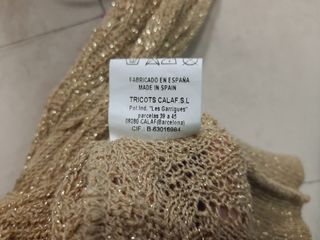 FABRICADO EN ESPAÑA
MADE IN SPAIN
TRICOTS CALAF,S.L
Pol.Ind. "Les Garrigues"
parcelas 39 a 45
08280 CALAF(Barcelona)
CIF: B-63016984